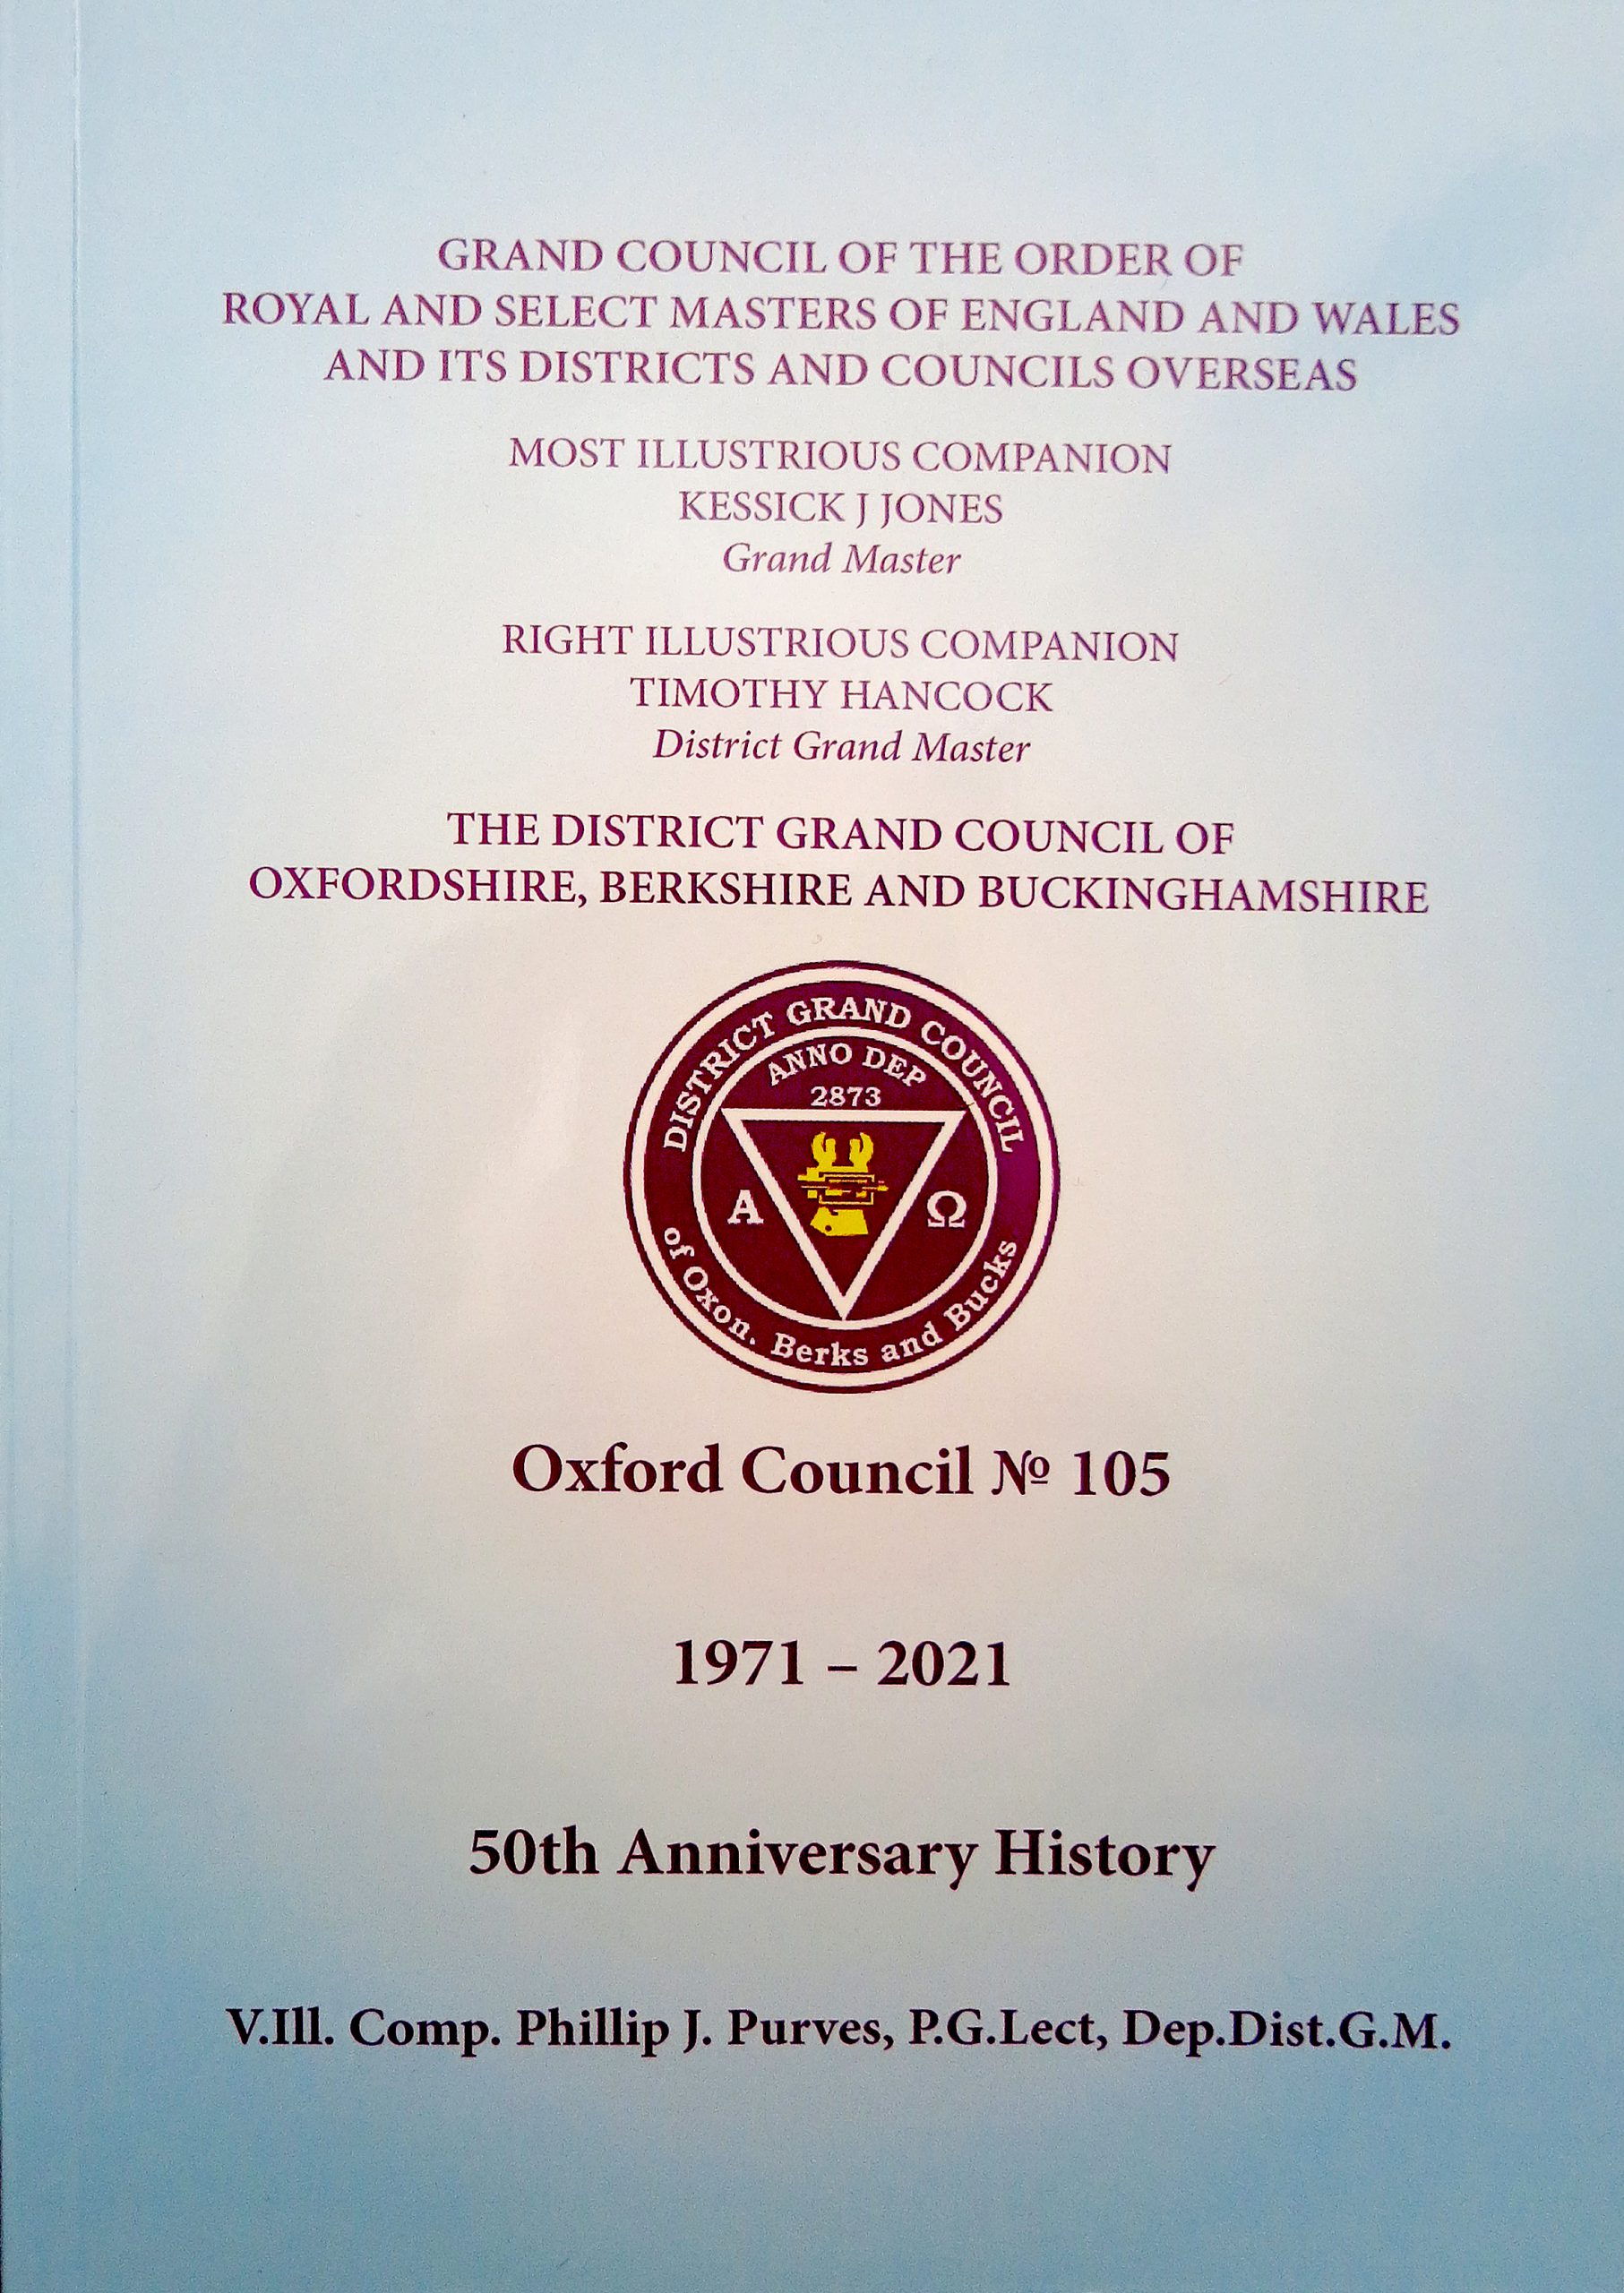 GRAND COUNCIL OF THE ORDER OF
ROYAL AND SELECT MASTERS OF ENGLAND AND WALES
AND ITS DISTRICTS AND COUNCILS OVERSEAS
MOST ILLUSTRIOUS COMPANION
KESSICK J JONES
Grand Master
RIGHT ILLUSTRIOUS COMPANION
TIMOTHY HANCOCK
District Grand Master
THE DISTRICT GRAND COUNCIL OF
OXFORDSHIRE, BERKSHIRE AND BUCKINGHAMSHIRE
DISTRICT GRAND COUNCIL
ANNO DEP
2873
A Ω
of Oxon. Berks and Bucks
Oxford Council № 105
1971 – 2021
50th Anniversary History
V.Ill. Comp. Phillip J. Purves, P.G.Lect, Dep.Dist.G.M.